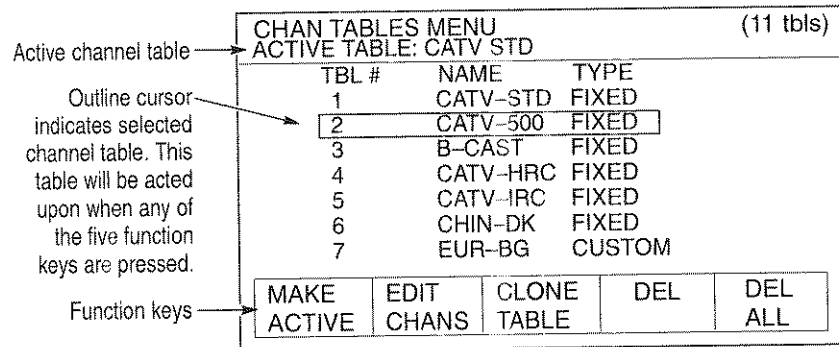 CHAN TABLES MENU (11 tbls)
Active channel table ACTIVE TABLE: CATV STD
TBL # NAME TYPE
1 CATV–STD FIXED
2 CATV–500 FIXED
3 B–CAST FIXED
4 CATV–HRC FIXED
5 CATV–IRC FIXED
6 CHIN–DK FIXED
7 EUR–BG CUSTOM
Outline cursor
indicates selected
channel table. This
table will be acted
upon when any of
the five function
keys are pressed.
Function keys
MAKE ACTIVE
EDIT CHANS
CLONE TABLE
DEL
DEL ALL